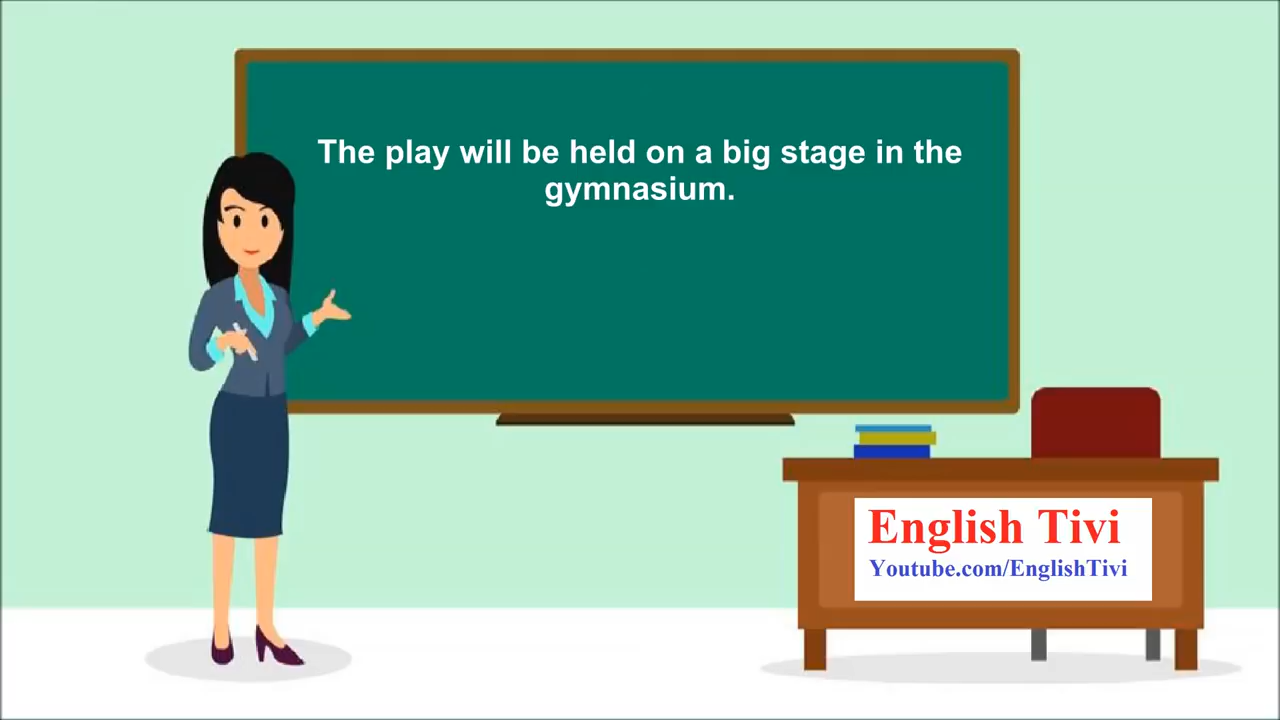 The play will be held on a big stage in the
gymnasium.
English Tivi
Youtube.com/EnglishTivi